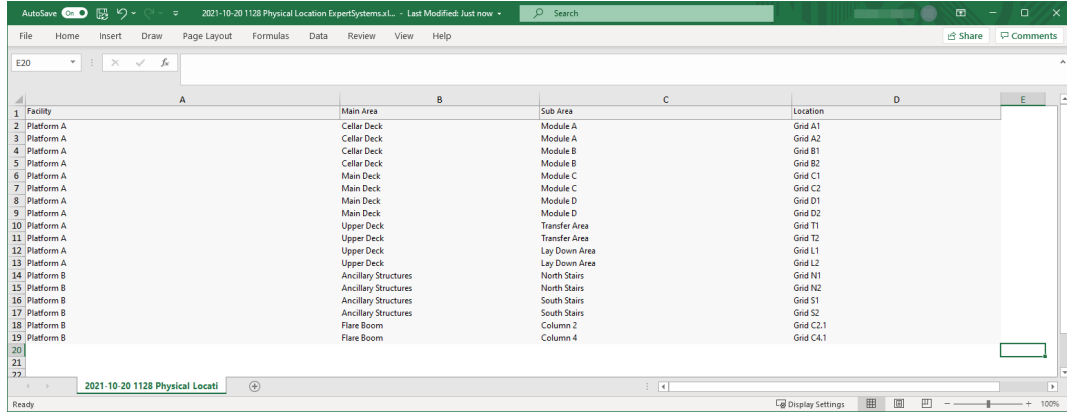 AutoSave On 2021-10-20 1128 Physical Location ExpertSystems.xl... - Last Modified: Just now Search
File Home Insert Draw Page Layout Formulas Data Review View Help Share Comments
E20 fx
A B C D E
1 Facility Main Area Sub Area Location
2 Platform A Cellar Deck Module A Grid A1
3 Platform A Cellar Deck Module A Grid A2
4 Platform A Cellar Deck Module B Grid B1
5 Platform A Cellar Deck Module B Grid B2
6 Platform A Main Deck Module C Grid C1
7 Platform A Main Deck Module C Grid C2
8 Platform A Main Deck Module D Grid D1
9 Platform A Main Deck Module D Grid D2
10 Platform A Upper Deck Transfer Area Grid T1
11 Platform A Upper Deck Transfer Area Grid T2
12 Platform A Upper Deck Lay Down Area Grid L1
13 Platform A Upper Deck Lay Down Area Grid L2
14 Platform B Ancillary Structures North Stairs Grid N1
15 Platform B Ancillary Structures North Stairs Grid N2
16 Platform B Ancillary Structures South Stairs Grid S1
17 Platform B Ancillary Structures South Stairs Grid S2
18 Platform B Flare Boom Column 2 Grid C2.1
19 Platform B Flare Boom Column 4 Grid C4.1
20
21
22
2021-10-20 1128 Physical Locati
Ready Display Settings 100%